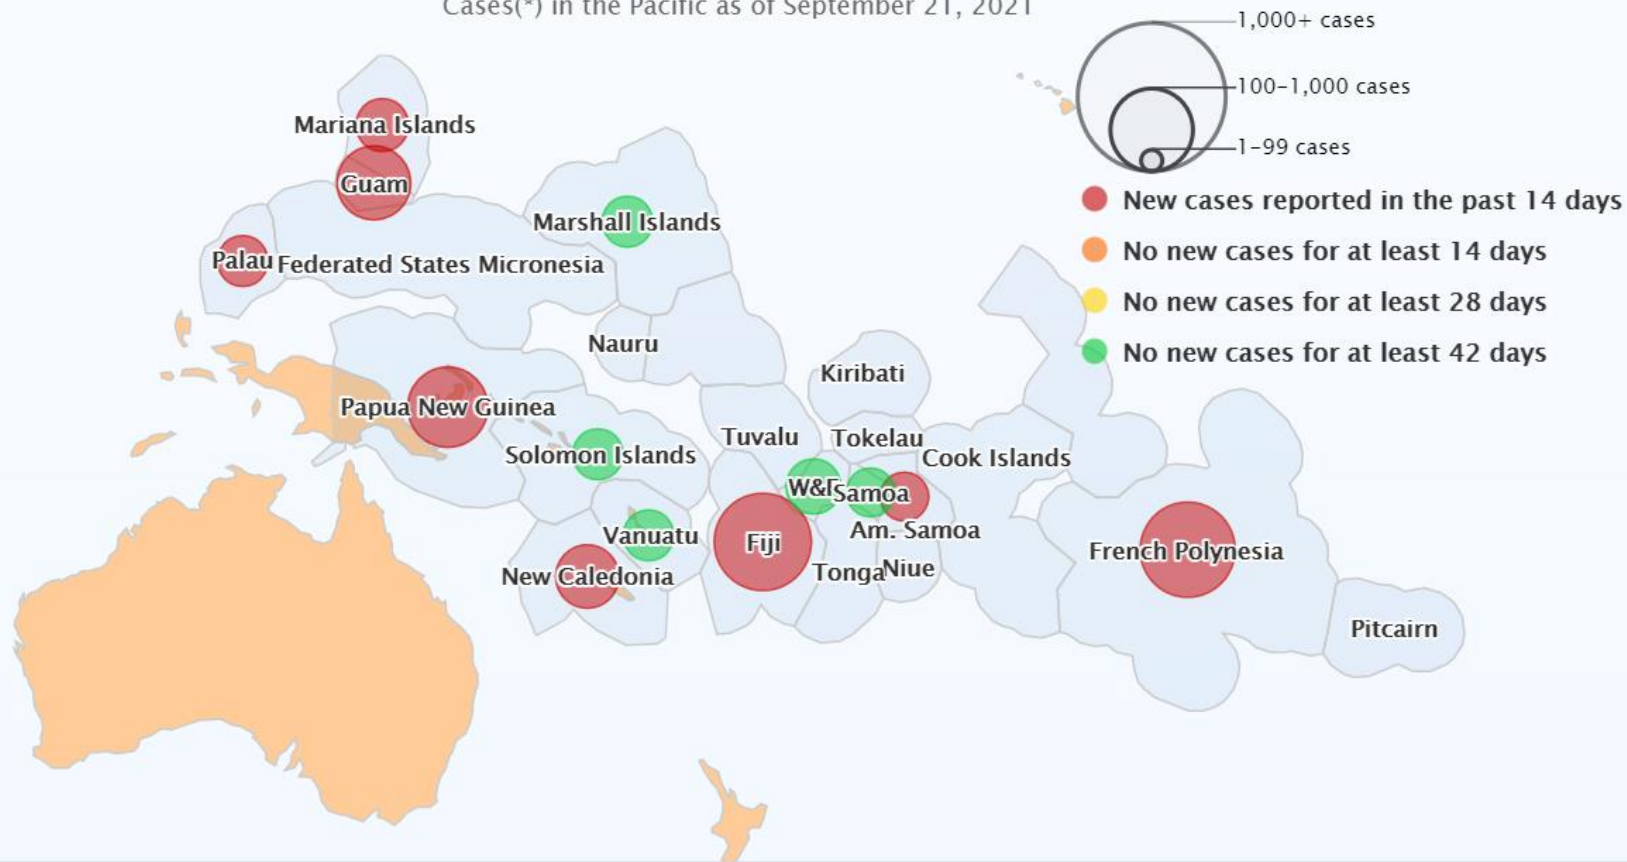 Cases(*) in the Pacific as of September 21, 2021
1,000+ cases
100–1,000 cases
1–99 cases
New cases reported in the past 14 days
No new cases for at least 14 days
No new cases for at least 28 days
No new cases for at least 42 days
Mariana Islands
Guam
Marshall Islands
Palau
Federated States Micronesia
Nauru
Kiribati
Papua New Guinea
Tuvalu
Tokelau
Solomon Islands
Cook Islands
Samoa
Vanuatu
Am. Samoa
Fiji
French Polynesia
New Caledonia
Tonga
Niue
Pitcairn